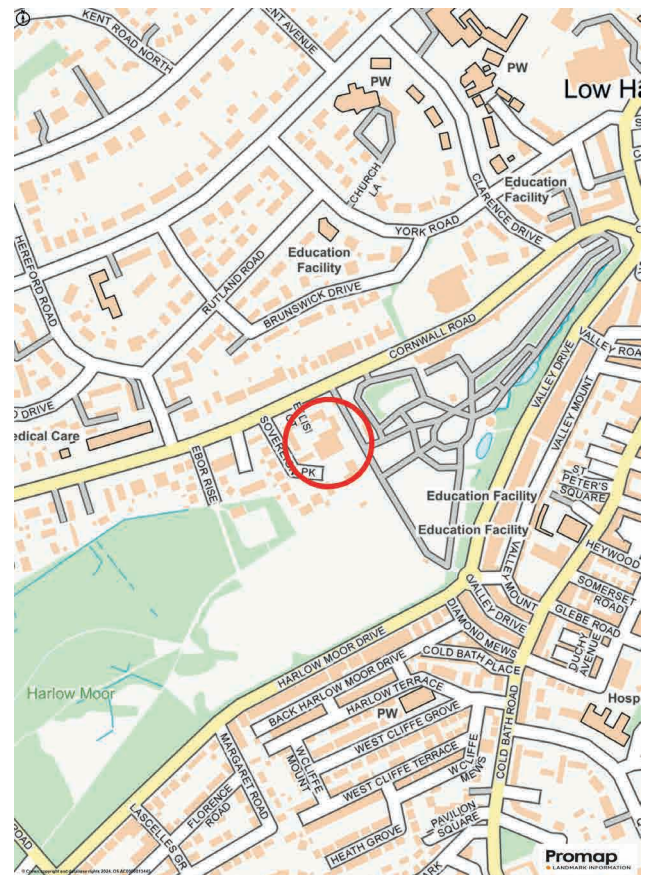 KENT ROAD NORTH
ENT AVENUE
PW
PW
Low Ha
CHURCH
LA
CLARENCE DRIVE
Education
Facility
YORK ROAD
Education
Facility
HEREFORD ROAD
RUTLAND ROAD
BRUNSWICK DRIVE
CORNWALL ROAD
VALLEY DRIVE
VALLEY ROA
VALLEY MOUNT
D DRIVE
edical Care
SOVEREIGN
PK
EBOR RISE
ST
PETER'S
SQUARE
Education Facility
Education Facility
HEYWOOD
VALLEY MOUNT
VALLEY DRIVE
SOMERSET
ROAD
GLEBE ROAD
DUCHY
AVENUE
DIAMOND MEWS
COLD BATH PLACE
HARLOW MOOR DRIVE
BACK HARLOW MOOR DRIVE
HARLOW TERRACE
PW
Harlow Moor
Hosp
COLD BATH ROAD
WEST CLIFFE GROVE
WEST CLIFFE TERRACE
W CLIFFE
MOUNT
W CLIFFE
MEWS
MARGARET ROAD
FLORENCE
ROAD
LASCELLES GR
HEATH GROVE
PAVILION
SQUARE
ARK
ROAD
Promap
LANDMARK INFORMATION